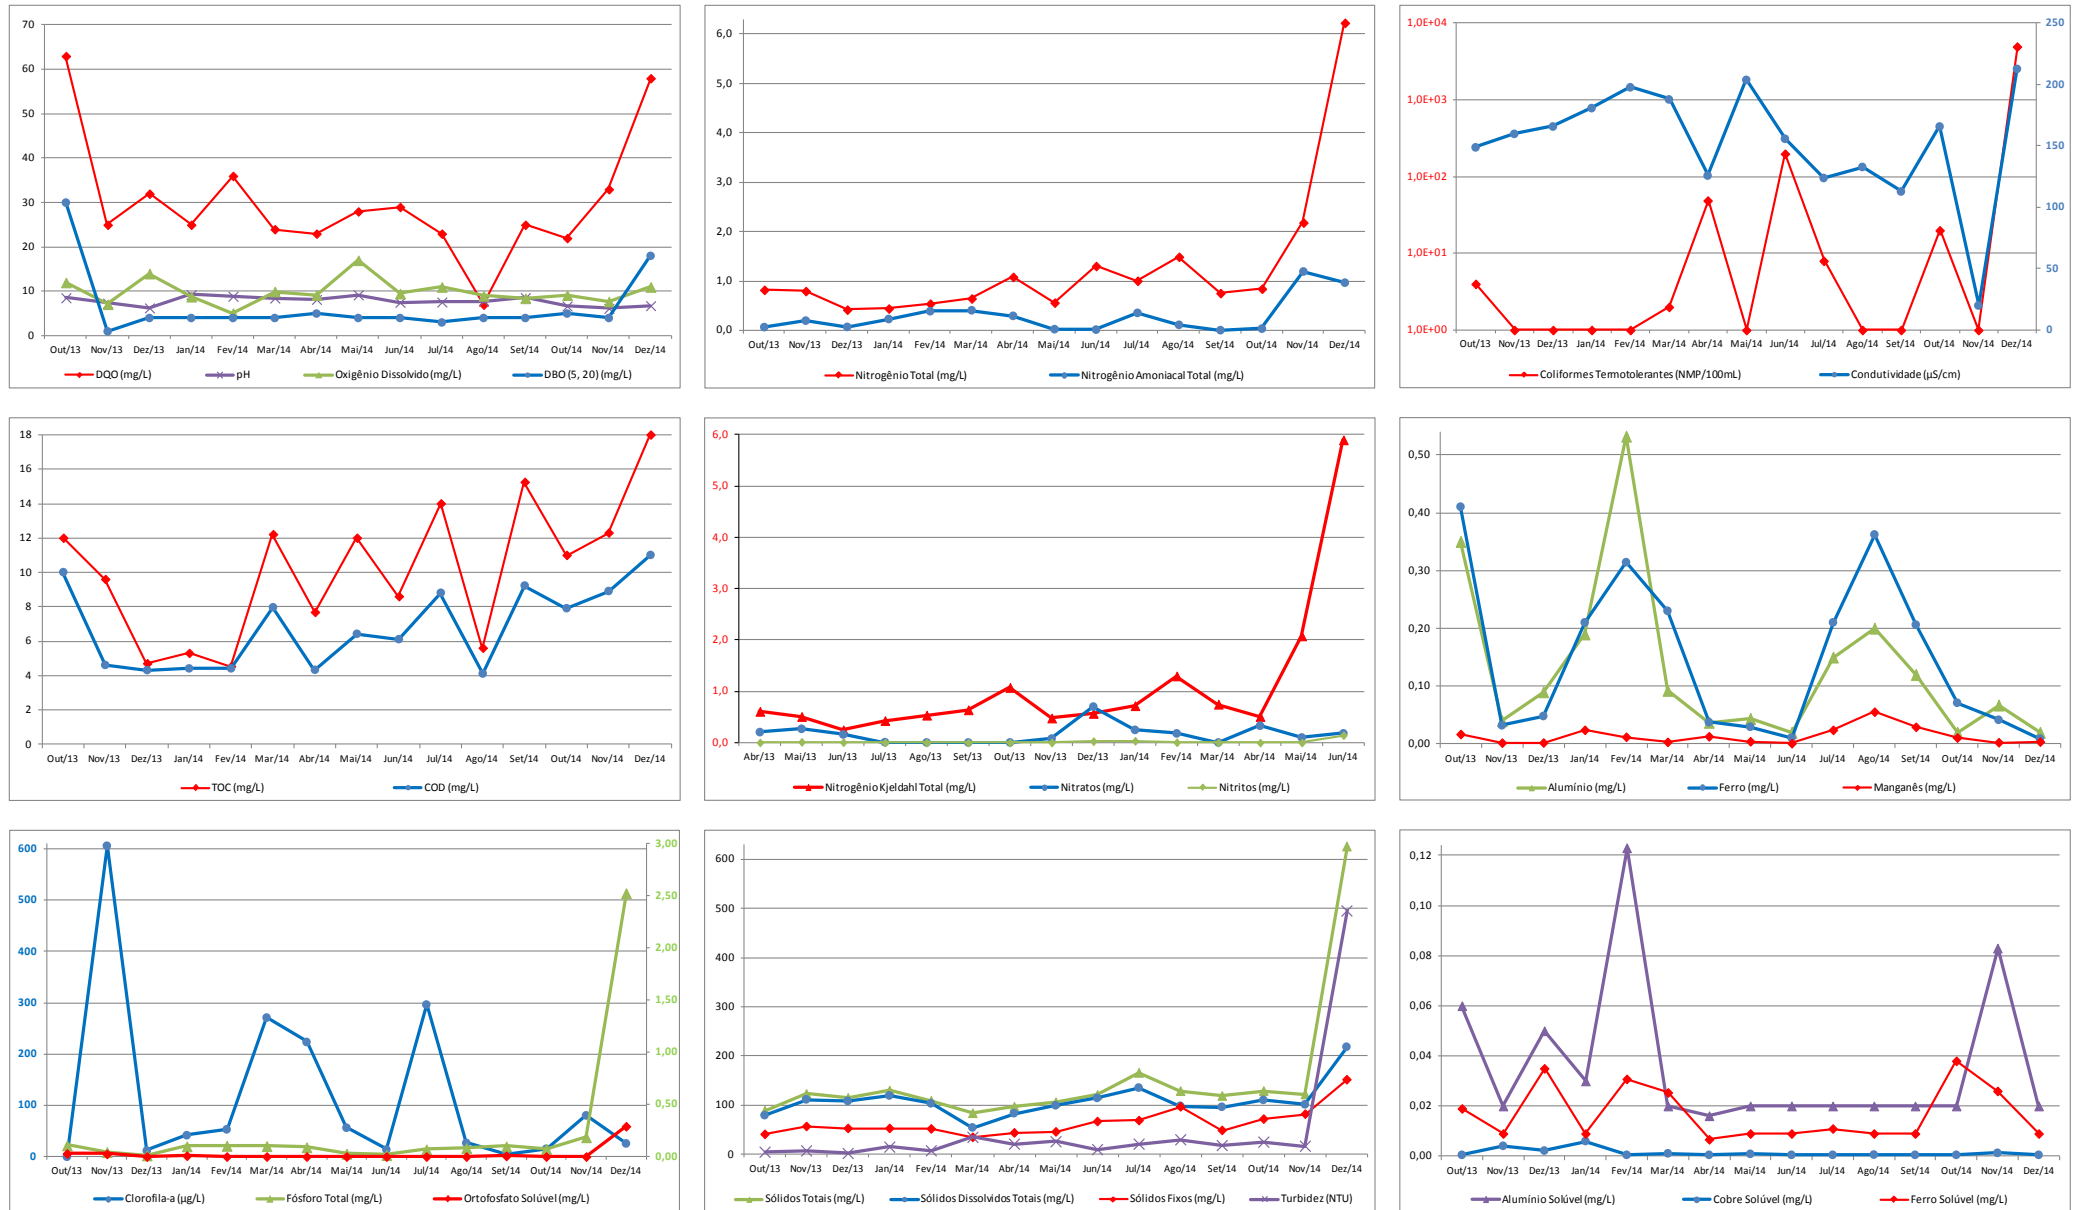 70
60
50
40
30
20
10
0
Out/13 Nov/13 Dez/13 Jan/14 Fev/14 Mar/14 Abr/14 Mai/14 Jun/14 Jul/14 Ago/14 Set/14 Out/14 Nov/14 Dez/14
DQO (mg/L) pH Oxigênio Dissolvido (mg/L) DBO (5, 20) (mg/L)
6,0
5,0
4,0
3,0
2,0
1,0
0,0
Out/13 Nov/13 Dez/13 Jan/14 Fev/14 Mar/14 Abr/14 Mai/14 Jun/14 Jul/14 Ago/14 Set/14 Out/14 Nov/14 Dez/14
Nitrogênio Total (mg/L) Nitrogênio Amoniacal Total (mg/L)
1,0E+04 250
200
1,0E+03
150
1,0E+02
100
1,0E+01
50
1,0E+00 0
Out/13 Nov/13 Dez/13 Jan/14 Fev/14 Mar/14 Abr/14 Mai/14 Jun/14 Jul/14 Ago/14 Set/14 Out/14 Nov/14 Dez/14
Coliformes Termotolerantes (NMP/100mL) Condutividade (µS/cm)
18
16
14
12
10
8
6
4
2
0
Out/13 Nov/13 Dez/13 Jan/14 Fev/14 Mar/14 Abr/14 Mai/14 Jun/14 Jul/14 Ago/14 Set/14 Out/14 Nov/14 Dez/14
TOC (mg/L) COD (mg/L)
6,0
5,0
4,0
3,0
2,0
1,0
0,0
Abr/13 Mai/13 Jun/13 Jul/13 Ago/13 Set/13 Out/13 Nov/13 Dez/13 Jan/14 Fev/14 Mar/14 Abr/14 Mai/14 Jun/14
Nitrogênio Kjeldahl Total (mg/L) Nitratos (mg/L) Nitritos (mg/L)
0,50
0,40
0,30
0,20
0,10
0,00
Out/13 Nov/13 Dez/13 Jan/14 Fev/14 Mar/14 Abr/14 Mai/14 Jun/14 Jul/14 Ago/14 Set/14 Out/14 Nov/14 Dez/14
Alumínio (mg/L) Ferro (mg/L) Manganês (mg/L)
600 3,00
500 2,50
400 2,00
300 1,50
200 1,00
100 0,50
0 0,00
Out/13 Nov/13 Dez/13 Jan/14 Fev/14 Mar/14 Abr/14 Mai/14 Jun/14 Jul/14 Ago/14 Set/14 Out/14 Nov/14 Dez/14
Clorofila-a (µg/L) Fósforo Total (mg/L) Ortofosfato Solúvel (mg/L)
600
500
400
300
200
100
0
Out/13 Nov/13 Dez/13 Jan/14 Fev/14 Mar/14 Abr/14 Mai/14 Jun/14 Jul/14 Ago/14 Set/14 Out/14 Nov/14 Dez/14
Sólidos Totais (mg/L) Sólidos Dissolvidos Totais (mg/L) Sólidos Fixos (mg/L) Turbidez (NTU)
0,12
0,10
0,08
0,06
0,04
0,02
0,00
Out/13 Nov/13 Dez/13 Jan/14 Fev/14 Mar/14 Abr/14 Mai/14 Jun/14 Jul/14 Ago/14 Set/14 Out/14 Nov/14 Dez/14
Alumínio Solúvel (mg/L) Cobre Solúvel (mg/L) Ferro Solúvel (mg/L)